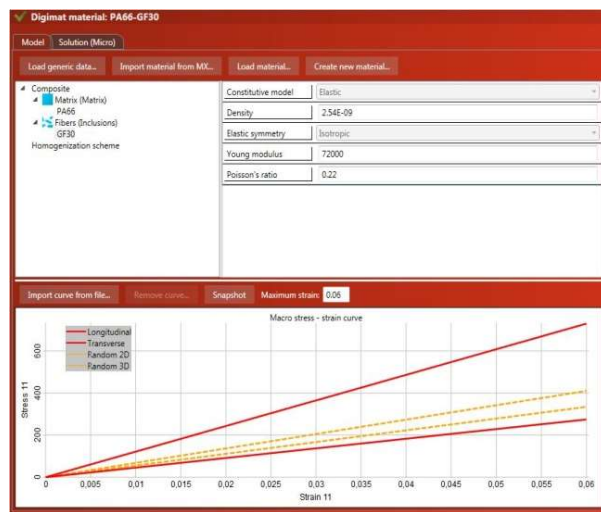 Digimat material: PA66-GF30
Model Solution (Micro)
Load generic data... Import material from MX... Load material... Create new material...
Composite
Matrix (Matrix)
PA66
Fibers (Inclusions)
GF30
Homogenization scheme
Constitutive model Elastic
Density 2.54E-09
Elastic symmetry Isotropic
Young modulus 72000
Poisson's ratio 0.22
Import curve from file... Remove curve... Snapshot Maximum strain: 0.06
Macro stress - strain curve
Longitudinal
Transverse
Random 2D
Random 3D
Stress 11
600
400
200
0
0 0,005 0,01 0,015 0,02 0,025 0,03 0,035 0,04 0,045 0,05 0,055 0,06
Strain 11